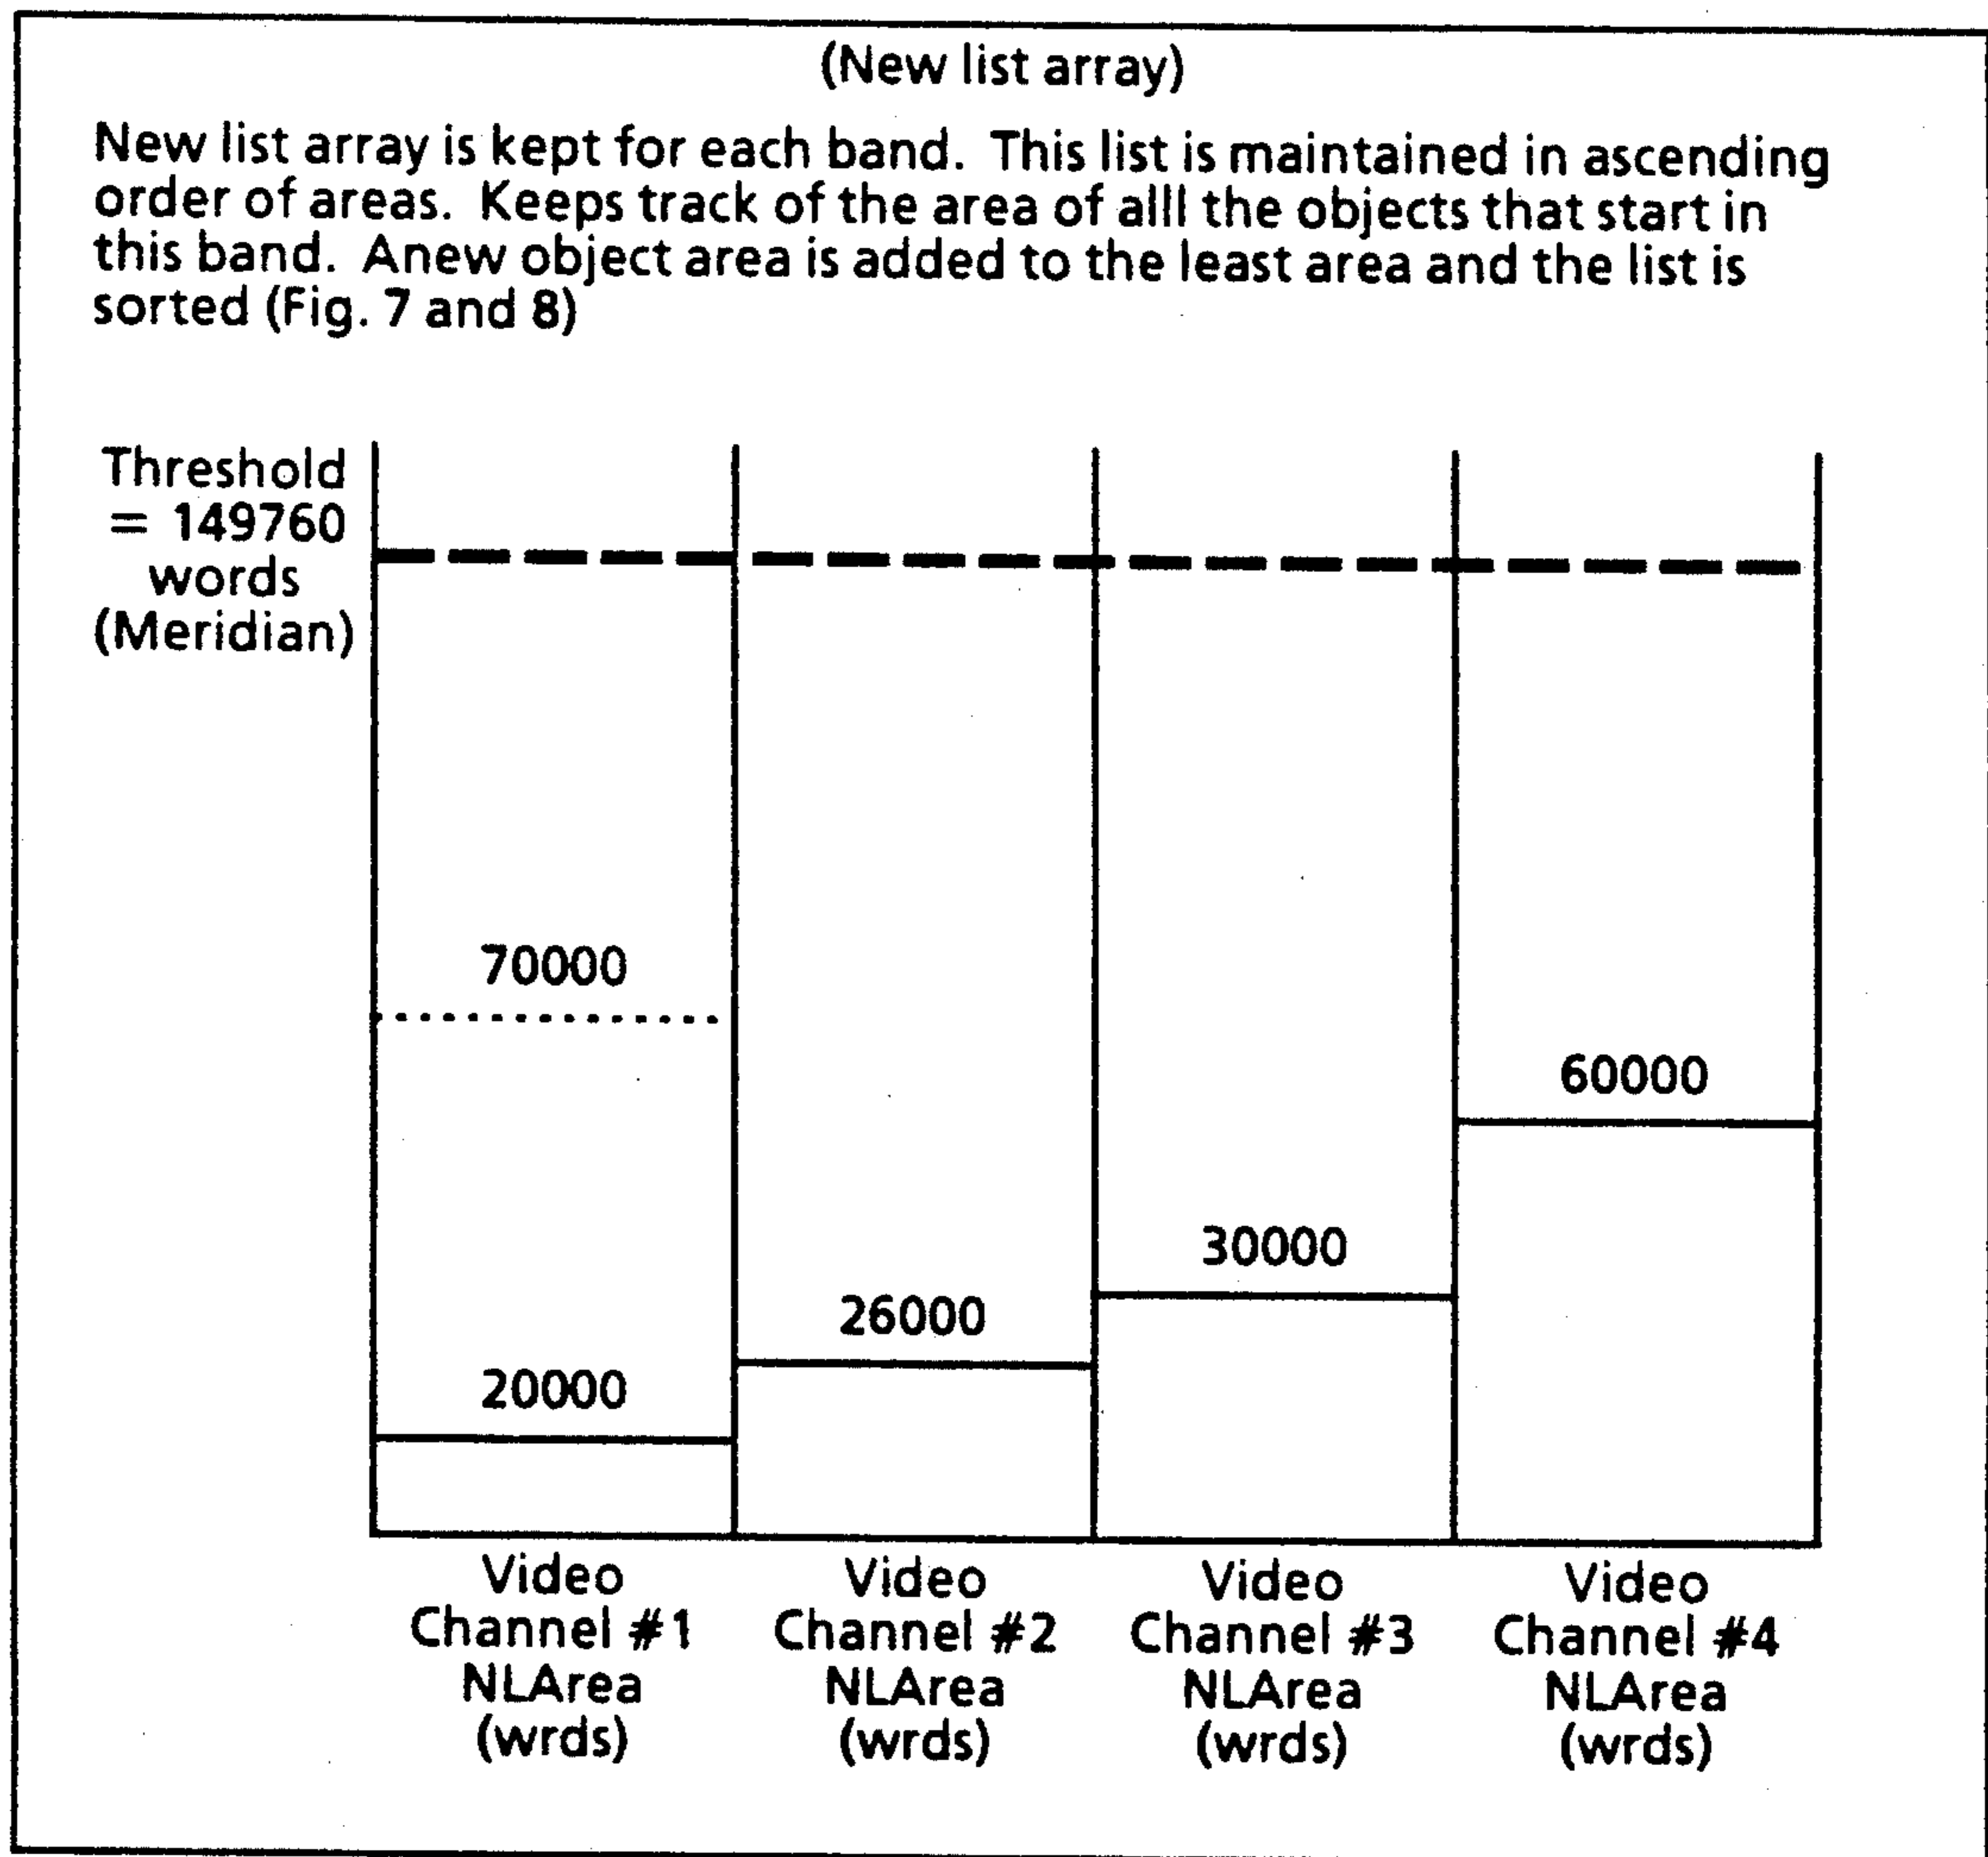 (New list array)
New list array is kept for each band. This list is maintained in ascending
order of areas. Keeps track of the area of alll the objects that start in
this band. Anew object area is added to the least area and the list is
sorted (Fig. 7 and 8)
Threshold
= 149760
words
(Meridian)
70000
60000
30000
26000
20000
Video
Channel #1
NLArea
(wrds)
Video
Channel #2
NLArea
(wrds)
Video
Channel #3
NLArea
(wrds)
Video
Channel #4
NLArea
(wrds)